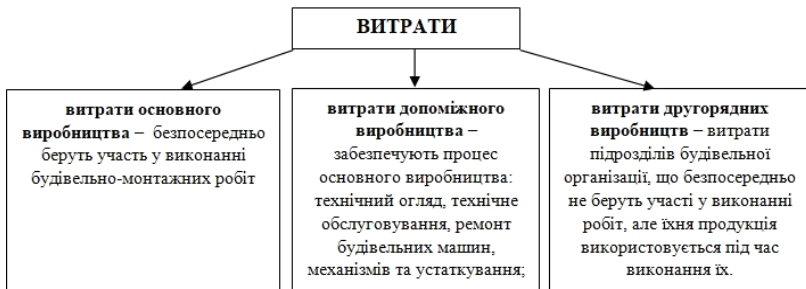 ВИТРАТИ
витрати основного
виробництва – безпосередньо
беруть участь у виконанні
будівельно-монтажних робіт
витрати допоміжного
виробництва –
забезпечують процес
основного виробництва:
технічний огляд, технічне
обслуговування, ремонт
будівельних машин,
механізмів та устаткування;
витрати другорядних
виробництв – витрати
підрозділів будівельної
організації, що безпосередньо
не беруть участі у виконанні
робіт, але їхня продукція
використовується під час
виконання їх.